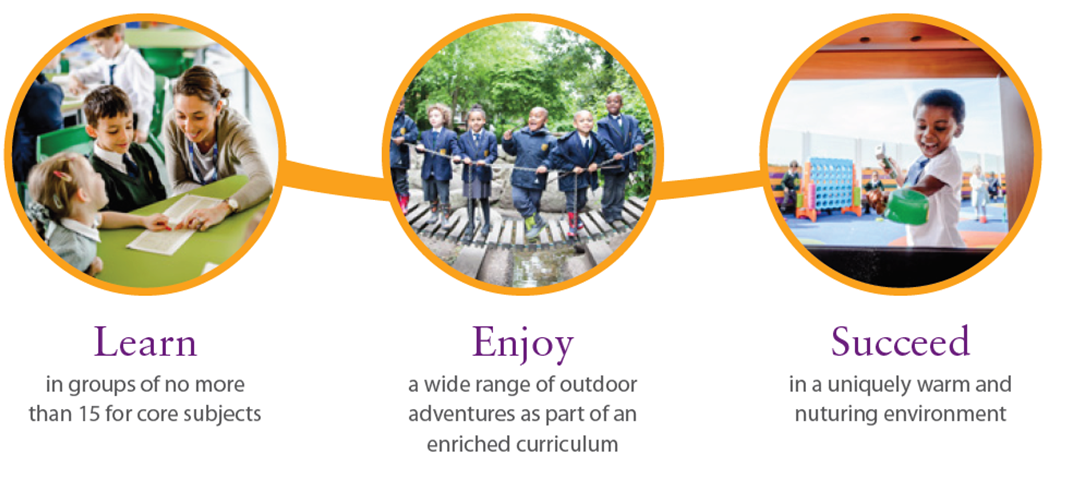 Learn
in groups of no more
than 15 for core subjects
Enjoy
a wide range of outdoor
adventures as part of an
enriched curriculum
Succeed
in a uniquely warm and
nuturing environment